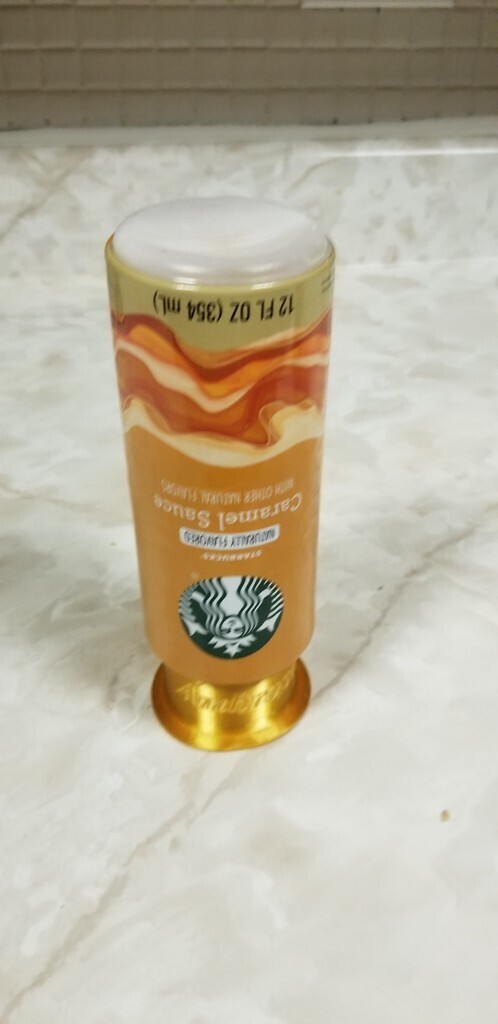 STARBUCKS
NATURALLY FLAVORED
Caramel Sauce
WITH OTHER NATURAL FLAVORS
12 FL OZ (354 mL)